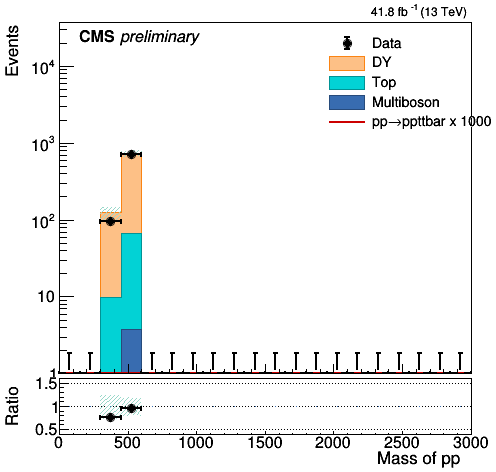 41.8 fb⁻¹ (13 TeV)
CMS preliminary
Events
10⁴
10³
10²
10
1
Data
DY
Top
Multiboson
pp→ppttbar x 1000
Ratio
1.5
1
0.5
0 500 1000 1500 2000 2500 3000
Mass of pp